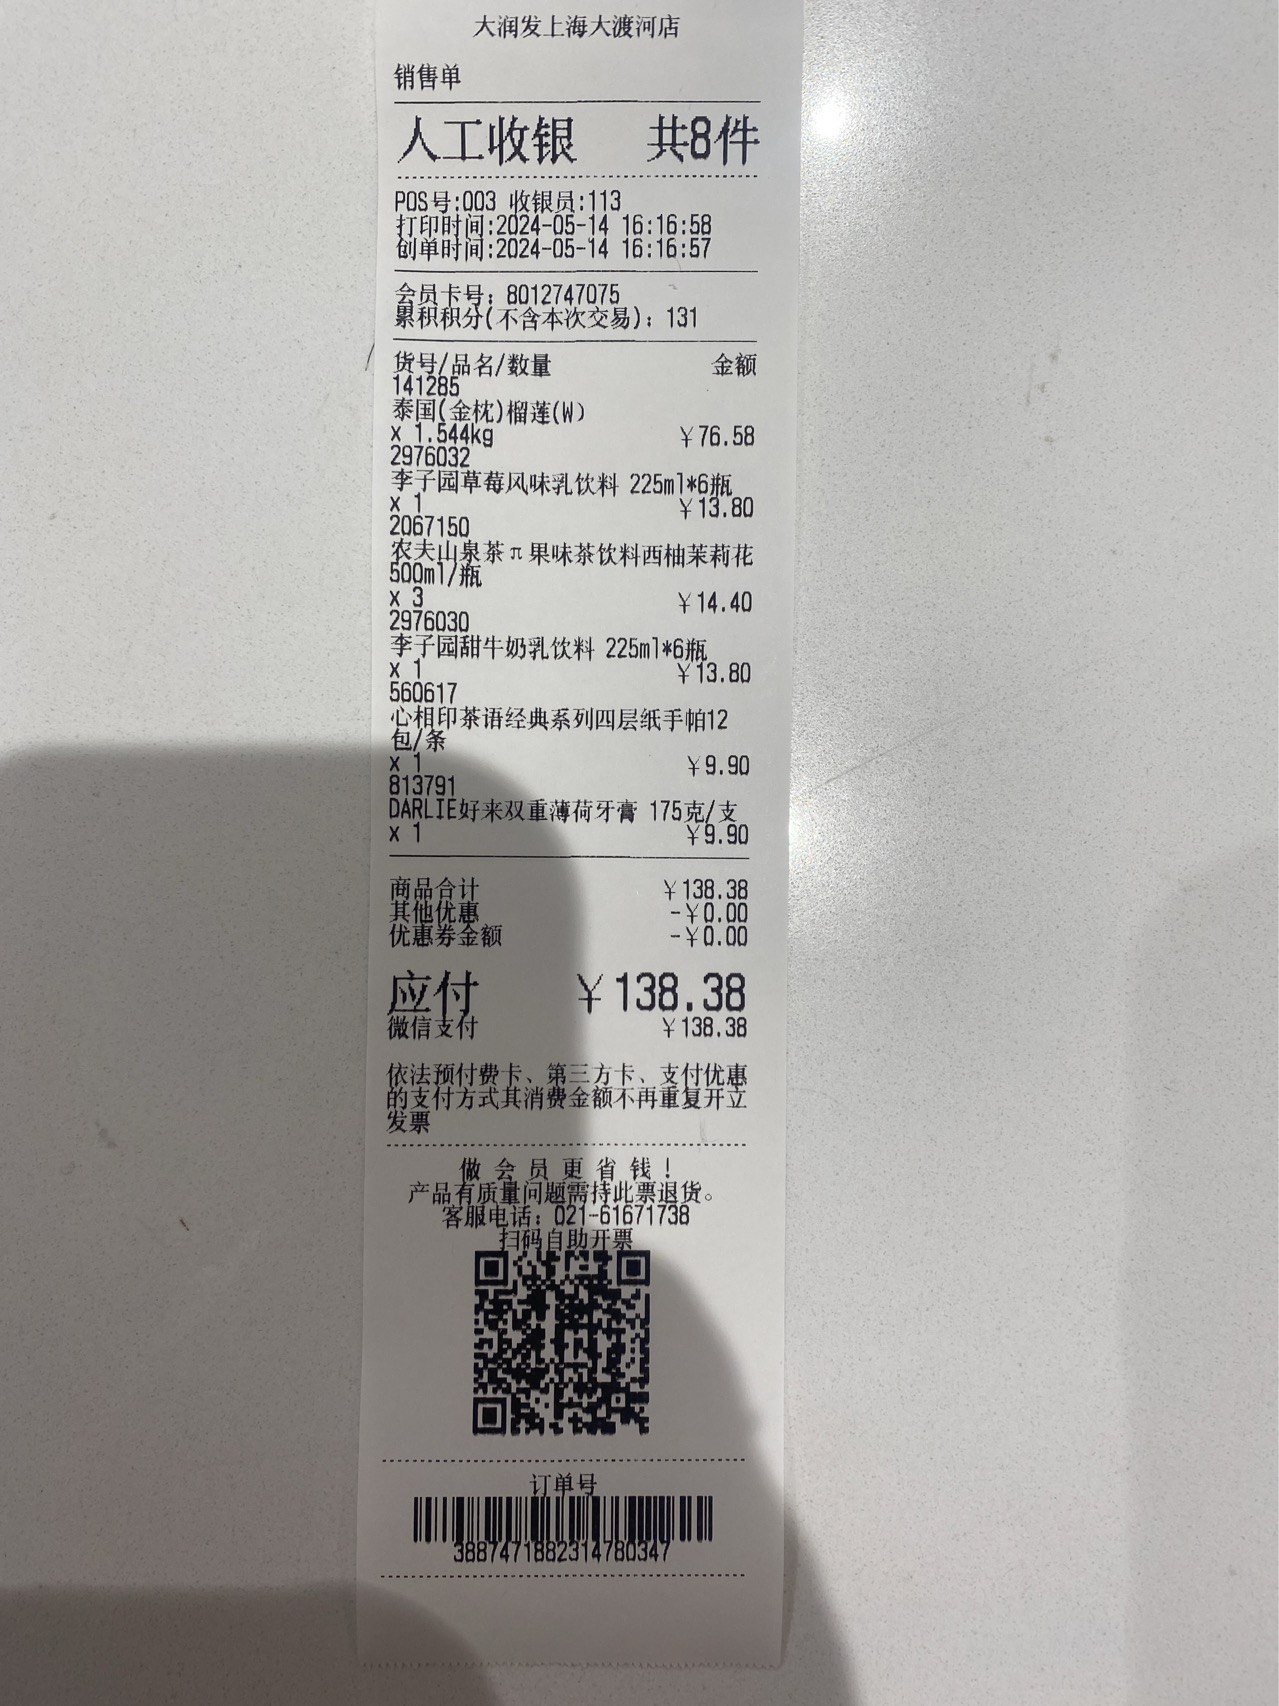 大润发上海大渡河店
销售单
人工收银 共8件
POS号:003 收银员:113
打印时间:2024-05-14 16:16:58
创单时间:2024-05-14 16:16:57
会员卡号: 8012747075
累积积分(不含本次交易): 131
货号/品名/数量 金额
141285
泰国(金枕)榴莲(W)
x 1.544kg ￥76.58
2976032
李子园草莓风味乳饮料 225ml*6瓶
x 1 ￥13.80
2067150
农夫山泉茶π果味茶饮料西柚茉莉花
500ml/瓶
x 3 ￥14.40
2976030
李子园甜牛奶乳饮料 225ml*6瓶
x 1 ￥13.80
560617
心相印茶语经典系列四层纸手帕12
包/条
x 1 ￥9.90
813791
DARLIE好来双重薄荷牙膏 175克/支
x 1 ￥9.90
商品合计 ￥138.38
其他优惠 -￥0.00
优惠券金额 -￥0.00
应付 ￥138.38
微信支付 ￥138.38
依法预付费卡、第三方卡、支付优惠
的支付方式其消费金额不再重复开立
发票
做会员更省钱!
产品有质量问题需持此票退货。
客服电话: 021-61671738
扫码自助开票
订单号
3887471882314780347